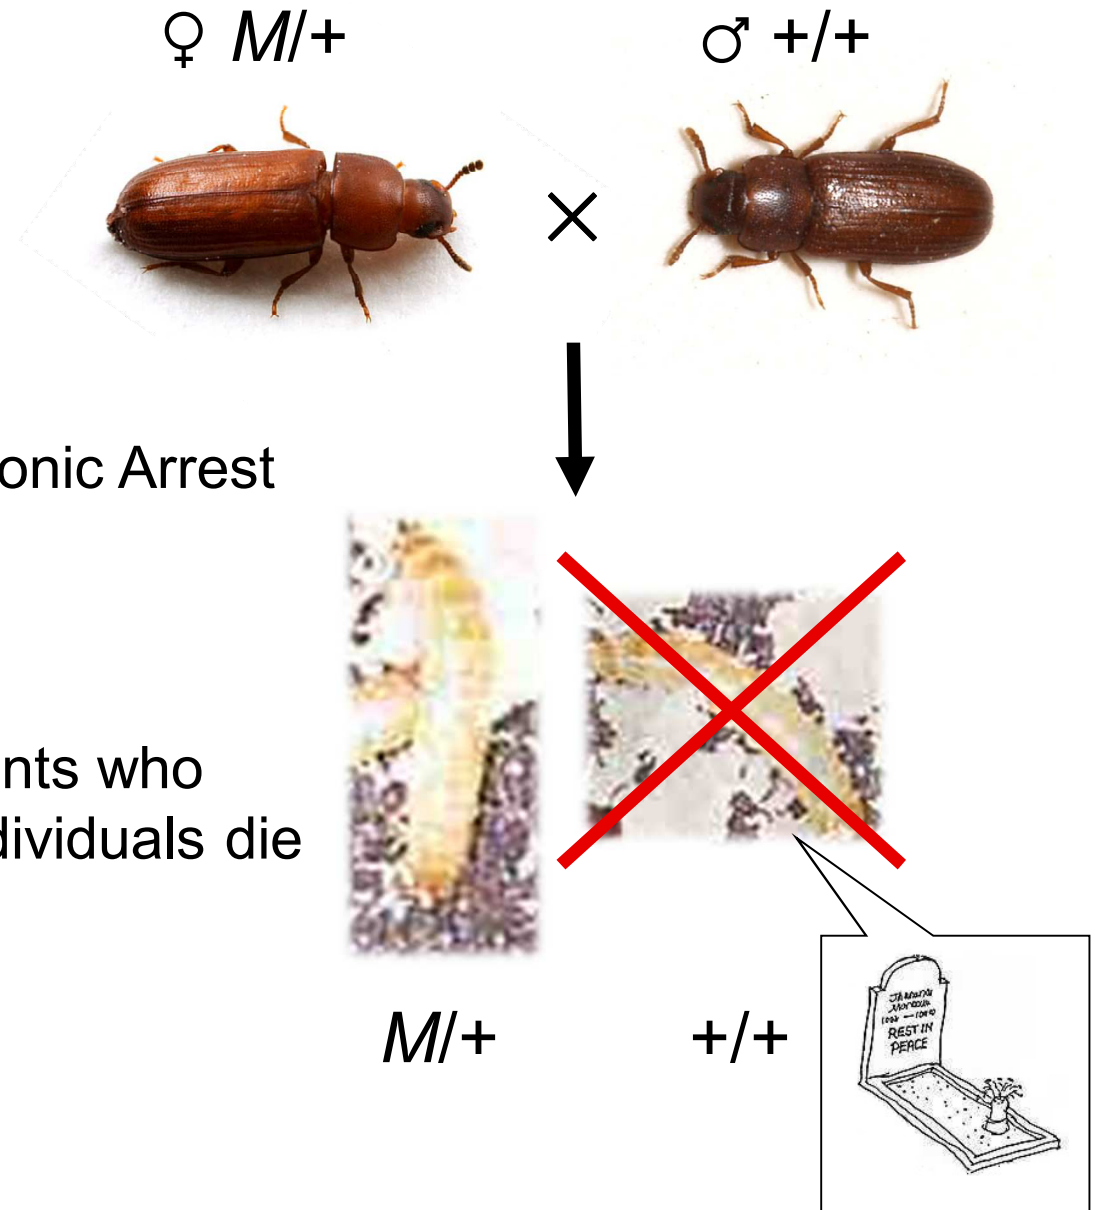 ♀ M/+
♂ +/+
×
onic Arrest
nts who
dividuals die
M/+
+/+
REST IN
PEACE